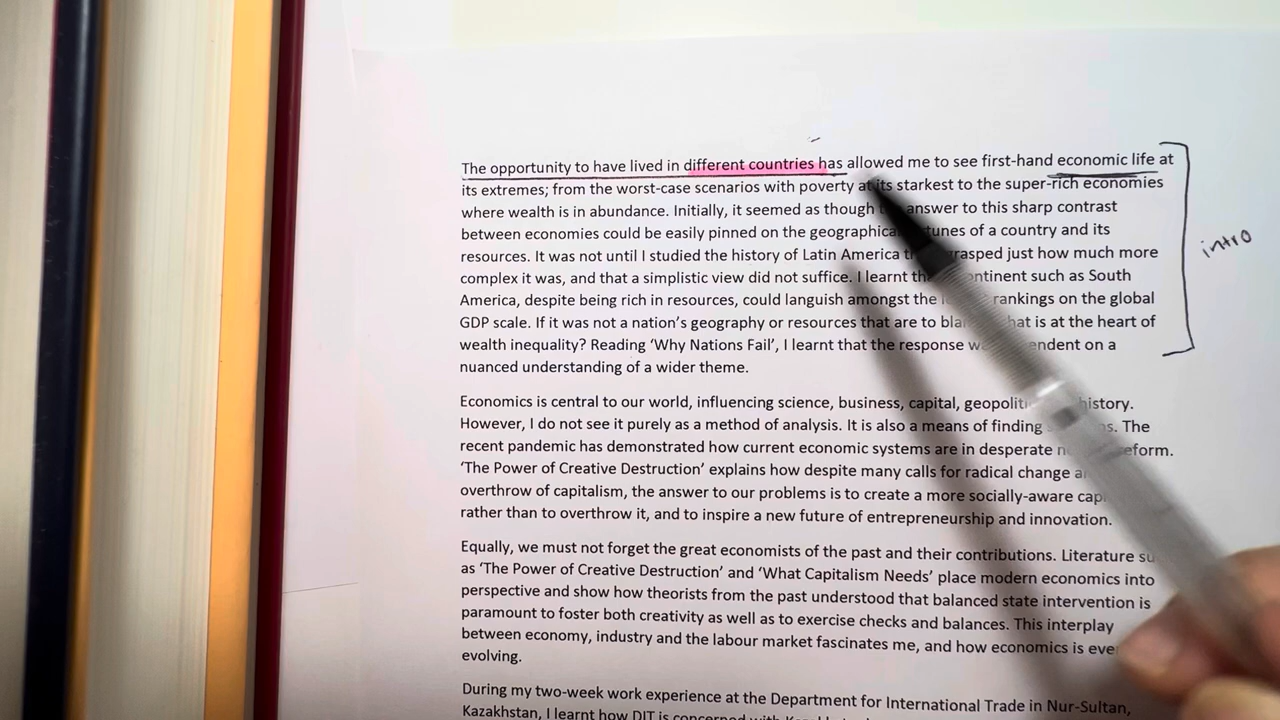 The opportunity to have lived in different countries has allowed me to see first-hand economic life at
its extremes; from the worst-case scenarios with poverty at its starkest to the super-rich economies
where wealth is in abundance. Initially, it seemed as though answer to this sharp contrast
between economies could be easily pinned on the geographical of a country and its
resources. It was not until I studied the history of Latin America grasped just how much more
complex it was, and that a simplistic view did not suffice. I learnt such as South
America, despite being rich in resources, could languish amongst the rankings on the global
GDP scale. If it was not a nation's geography or resources that are to is at the heart of
wealth inequality? Reading 'Why Nations Fail', I learnt that the response on a
nuanced understanding of a wider theme.
intro
Economics is central to our world, influencing science, business, capital, history.
However, I do not see it purely as a method of analysis. It is also a means of finding The
recent pandemic has demonstrated how current economic systems are in desperate reform.
'The Power of Creative Destruction' explains how despite many calls for radical change
overthrow of capitalism, the answer to our problems is to create a more socially-aware
rather than to overthrow it, and to inspire a new future of entrepreneurship and innovation.
Equally, we must not forget the great economists of the past and their contributions. Literature
as 'The Power of Creative Destruction' and 'What Capitalism Needs' place modern economics into
perspective and show how theorists from the past understood that balanced state intervention is
paramount to foster both creativity as well as to exercise checks and balances. This interplay
between economy, industry and the labour market fascinates me, and how economics is
evolving.
During my two-week work experience at the Department for International Trade in Nur-Sultan,
Kazakhstan, I learnt how DIT is concerned with